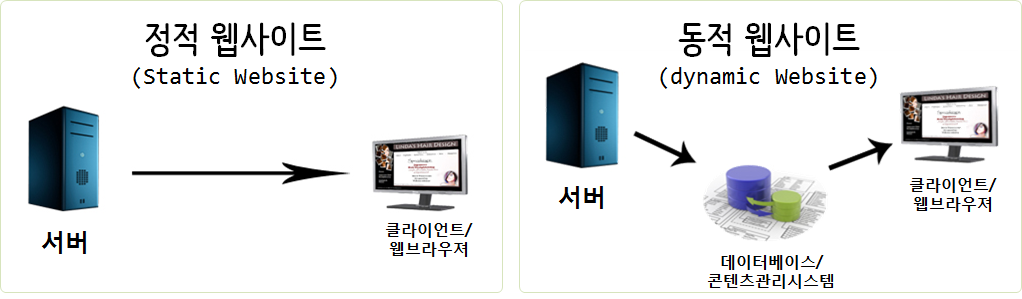 정적 웹사이트
(Static Website)
서버
LINDA'S HAIR DESIGN
클라이언트/
웹브라우져
동적 웹사이트
(dynamic Website)
서버
데이터베이스/
콘텐츠관리시스템
LINDA'S HAIR DESIGN
클라이언트/
웹브라우져